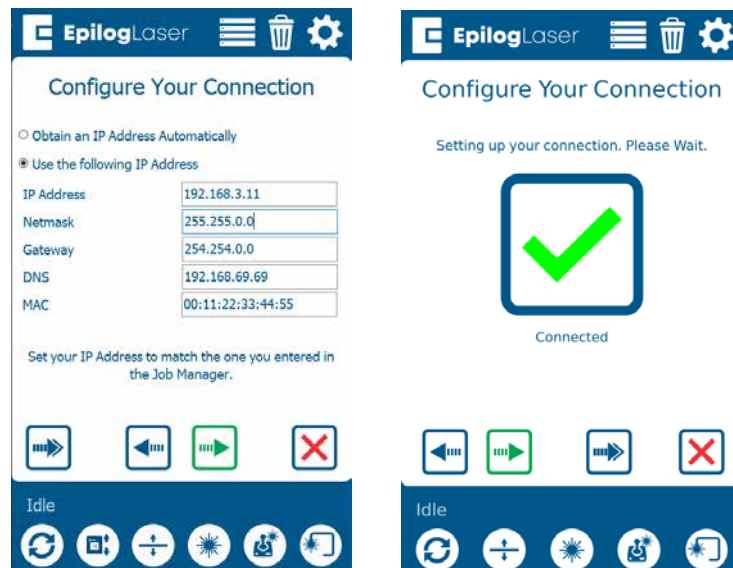 EpilogLaser
Configure Your Connection
Obtain an IP Address Automatically
Use the following IP Address
IP Address 192.168.3.11
Netmask 255.255.0.0
Gateway 254.254.0.0
DNS 192.168.69.69
MAC 00:11:22:33:44:55
Set your IP Address to match the one you entered in
the Job Manager.
Idle
EpilogLaser
Configure Your Connection
Setting up your connection. Please Wait.
Connected
Idle